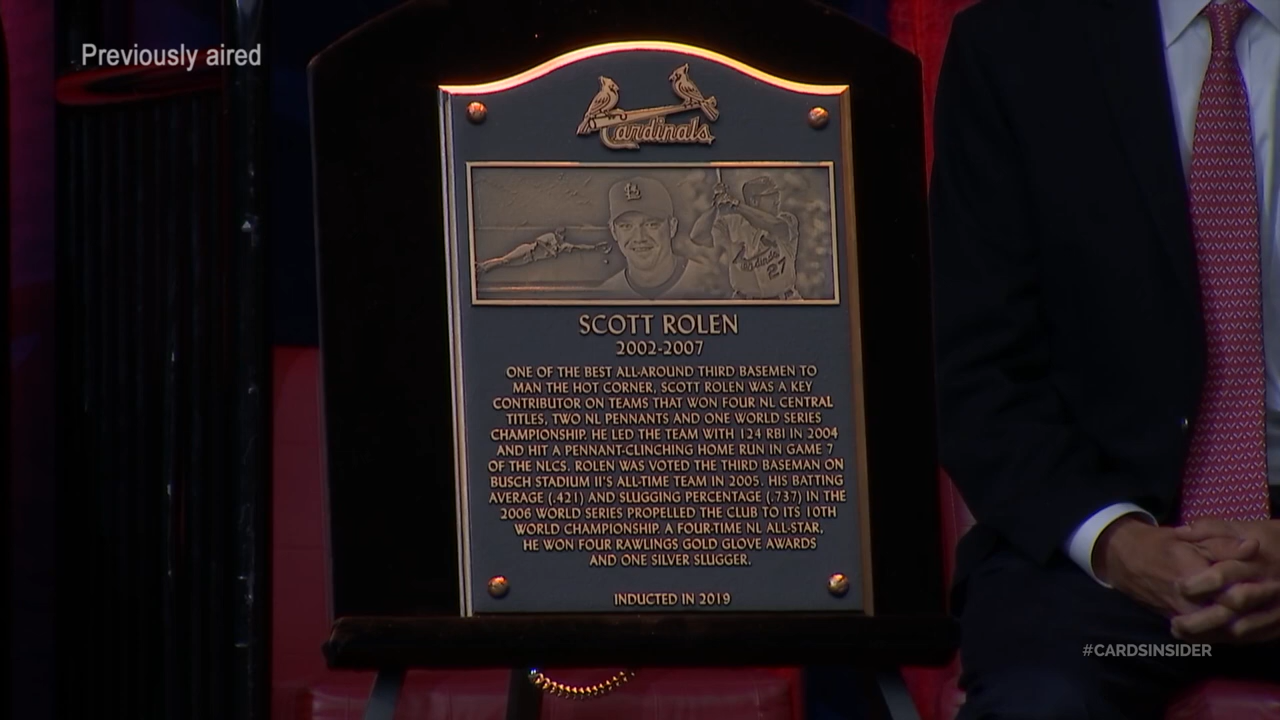 Previously aired
Cardinals
Cardinals
27
SCOTT ROLEN
2002-2007
ONE OF THE BEST ALL-AROUND THIRD BASEMEN TO
MAN THE HOT CORNER, SCOTT ROLEN WAS A KEY
CONTRIBUTOR ON TEAMS THAT WON FOUR NL CENTRAL
TITLES, TWO NL PENNANTS AND ONE WORLD SERIES
CHAMPIONSHIP. HE LED THE TEAM WITH 124 RBI IN 2004
AND HIT A PENNANT-CLINCHING HOME RUN IN GAME 7
OF THE NLCS. ROLEN WAS VOTED THE THIRD BASEMAN ON
BUSCH STADIUM II'S ALL-TIME TEAM IN 2005. HIS BATTING
AVERAGE (.421) AND SLUGGING PERCENTAGE (.737) IN THE
2006 WORLD SERIES PROPELLED THE CLUB TO ITS 10TH
WORLD CHAMPIONSHIP. A FOUR-TIME NL ALL-STAR,
HE WON FOUR RAWLINGS GOLD GLOVE AWARDS
AND ONE SILVER SLUGGER.
INDUCTED IN 2019
#CARDSINSIDER